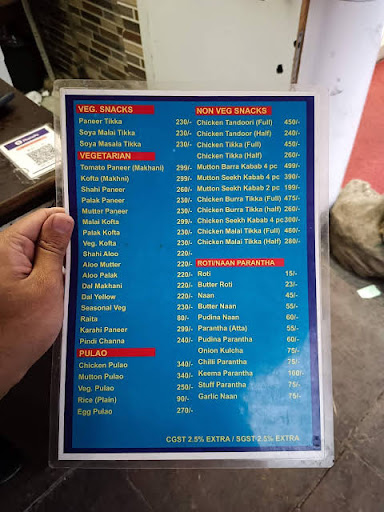 VEG. SNACKS
Paneer Tikka 230/-
Soya Malai Tikka 230/-
Soya Masala Tikka 230/-
VEGETARIAN
Tomato Paneer (Makhani) 299/-
Kofta (Makhni) 299/-
Shahi Paneer 260/-
Palak Paneer 230/-
Mutter Paneer 230/-
Malai Kofta 299/-
Palak Kofta 230/-
Veg. Kofta 230/-
Shahi Aloo 220/-
Aloo Mutter 220/-
Aloo Palak 220/-
Dal Makhani 220/-
Dal Yellow 220/-
Seasonal Veg 230/-
Raita 80/-
Karahi Paneer 299/-
Pindi Channa 240/-
PULAO
Chicken Pulao 340/-
Mutton Pulao 340/-
Veg. Pulao 250/-
Rice (Plain) 90/-
Egg Pulao 270/-
NON VEG SNACKS
Chicken Tandoori (Full) 450/-
Chicken Tandoor (Half) 240/-
Chicken Tikka (Full) 450/-
Chicken Tikka (Half) 260/-
Mutton Barra Kabab 4 pc 499/-
Mutton Seekh Kabab 4 pc 399/-
Mutton Seekh Kabab 2 pc 199/-
Chicken Burra Tikka (Full) 475/-
Chicken Burra Tikka (half) 260/-
Chicken Seekh Kabab 4 pc 300/-
Chicken Malai Tikka (Full) 480/-
Chicken Malai Tikka (Half) 280/-
ROTI/NAAN PARANTHA
Roti 15/-
Butter Roti 23/-
Naan 45/-
Butter Naan 55/-
Pudina Naan 60/-
Parantha (Atta) 55/-
Pudina Parantha 60/-
Onion Kulcha 75/-
Chilli Parantha 75/-
Keema Parantha 160/-
Stuff Parantha 75/-
Garlic Naan 75/-
CGST 2.5% EXTRA / SGST 2.5% EXTRA